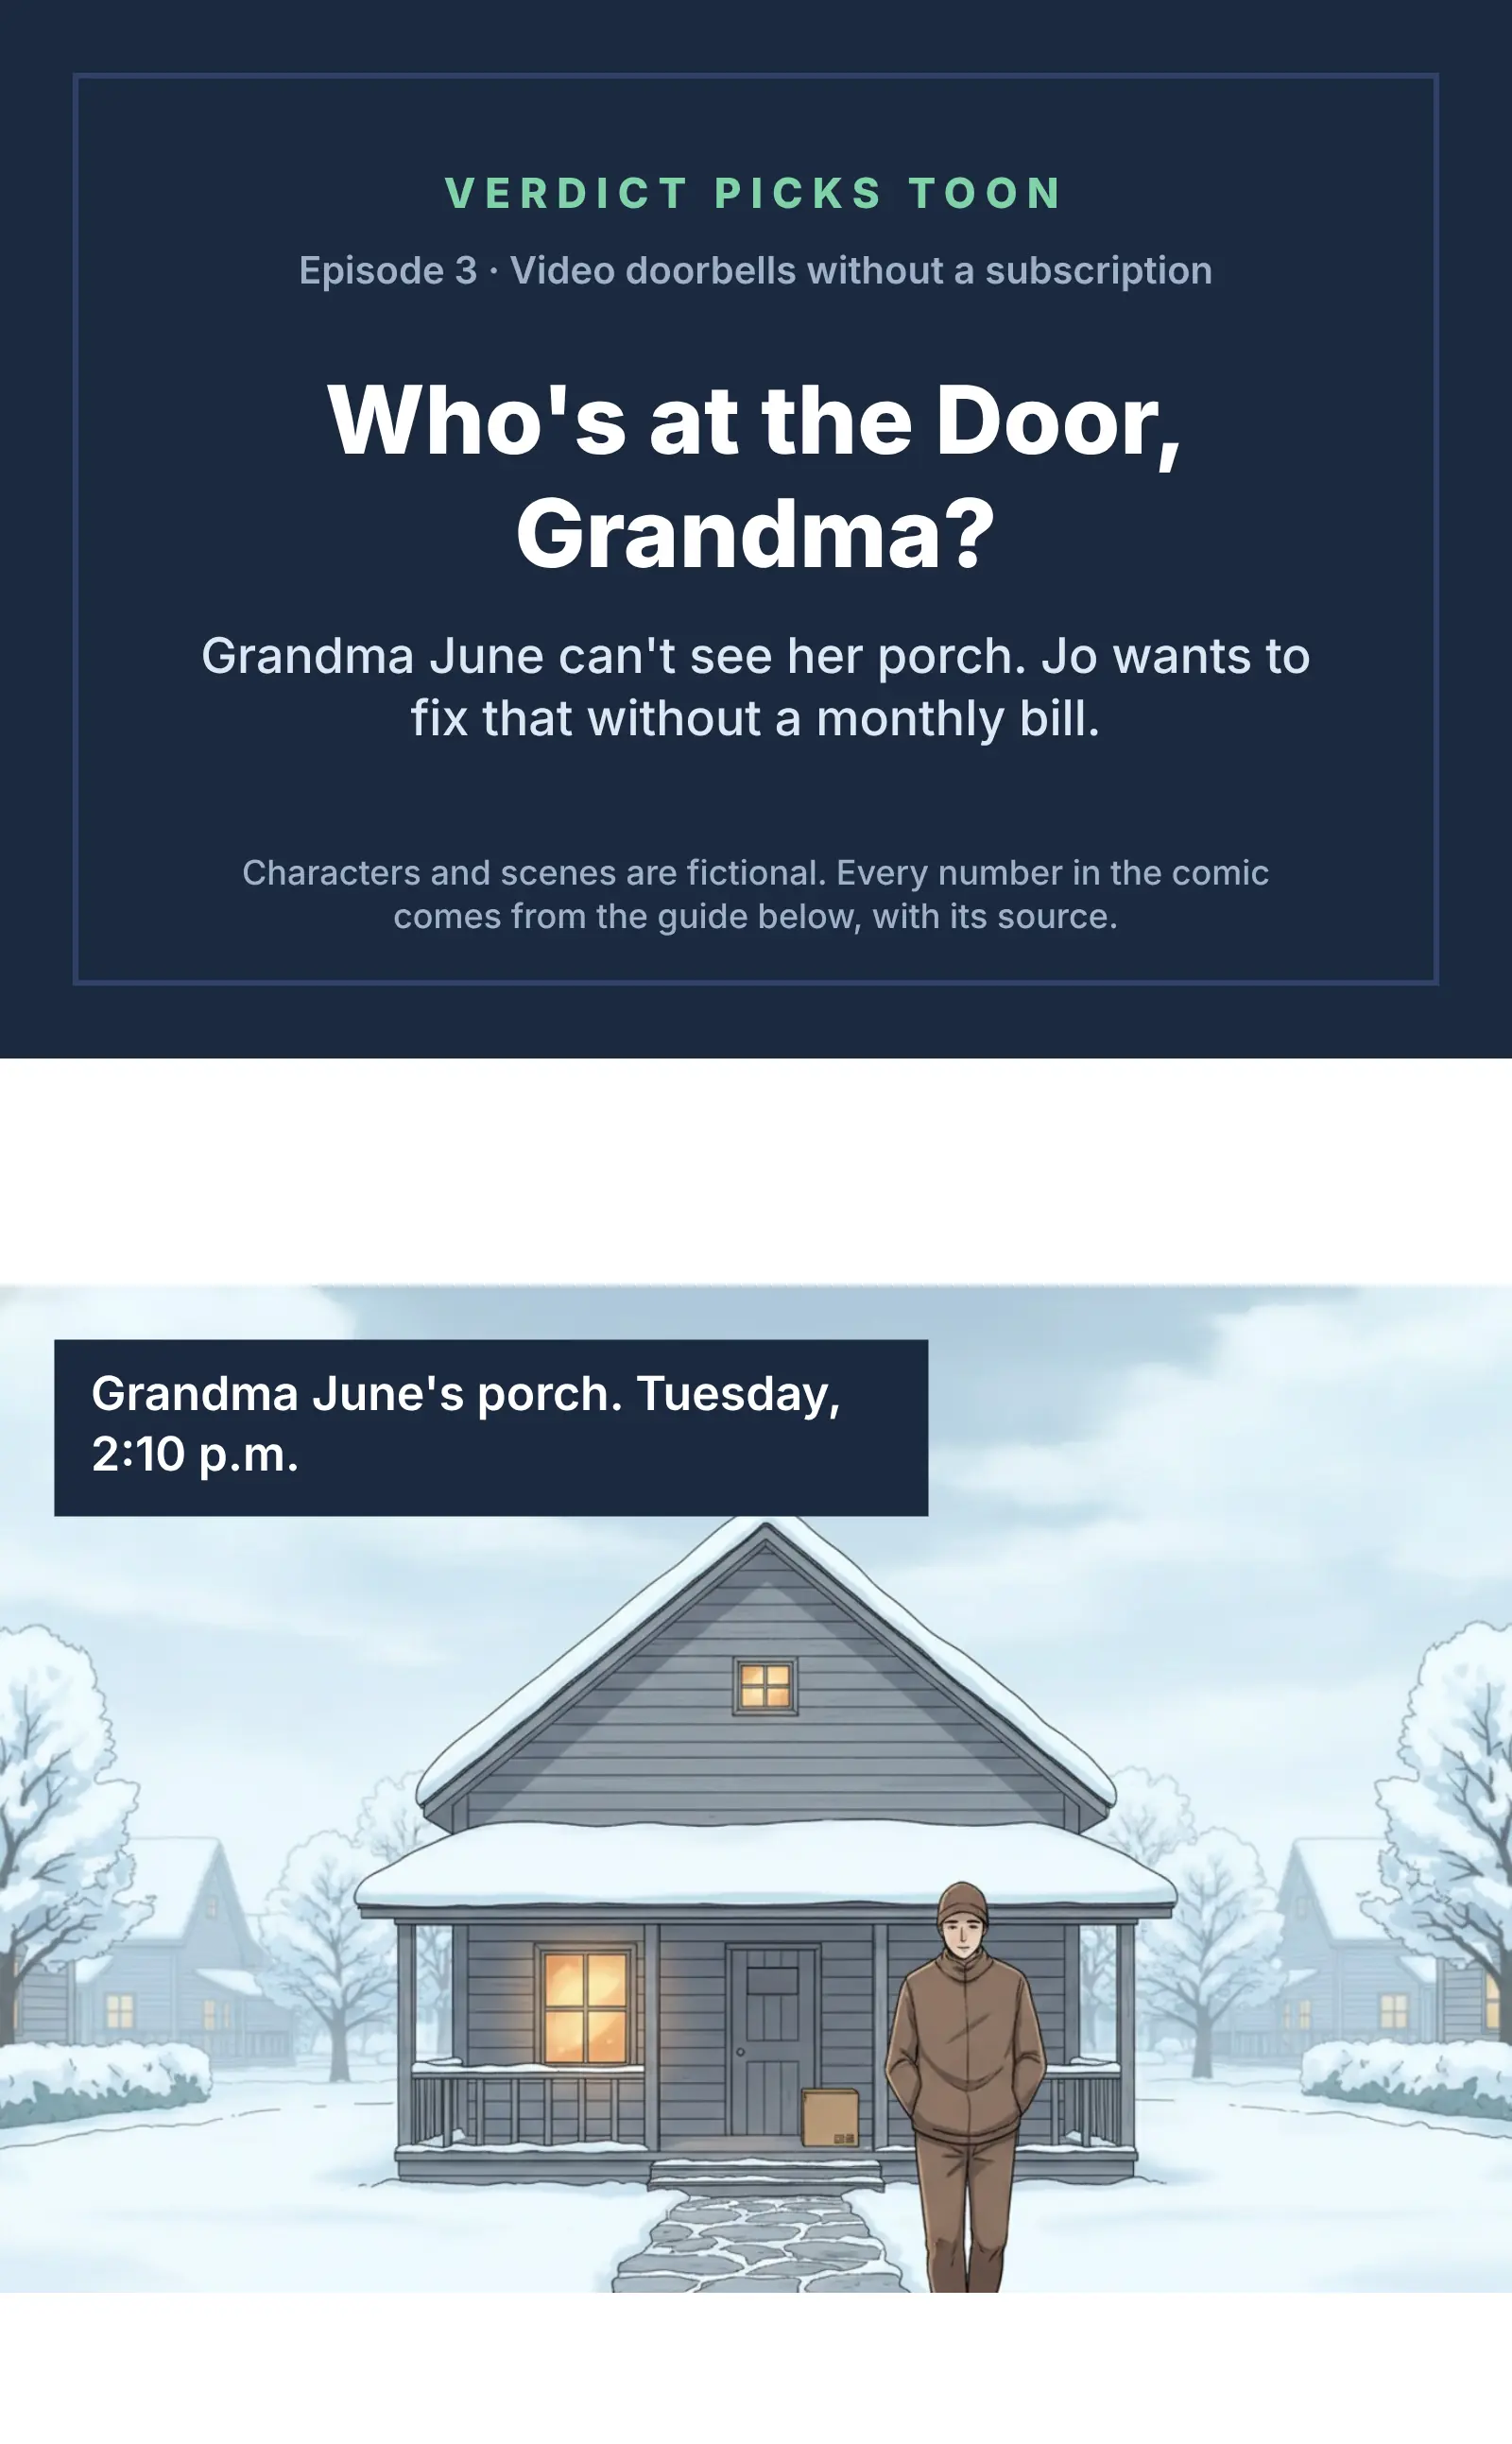 VERDICT PICKS TOON
Episode 3 · Video doorbells without a subscription
Who's at the Door,
Grandma?
Grandma June can't see her porch. Jo wants to
fix that without a monthly bill.
Characters and scenes are fictional. Every number in the comic
comes from the guide below, with its source.
Grandma June's porch. Tuesday,
2:10 p.m.